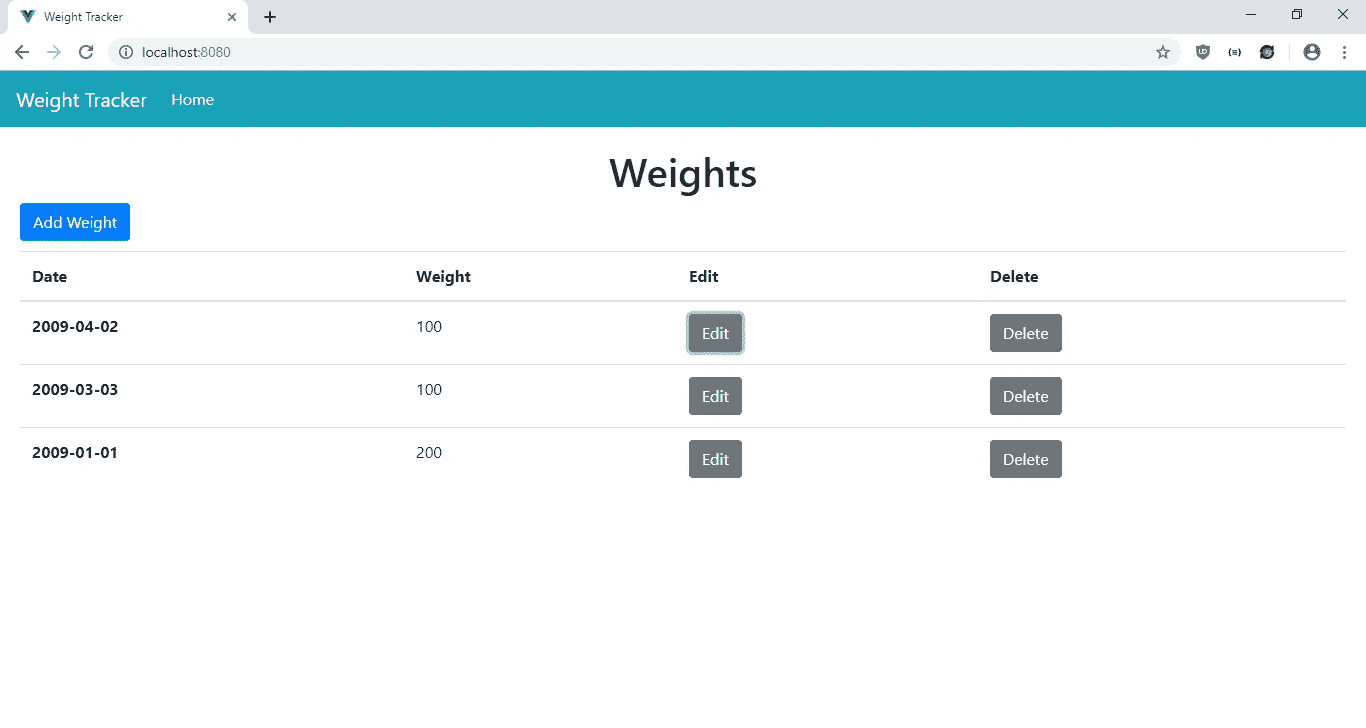 Weight Tracker
localhost:8080
Weight Tracker Home
Weights
Add Weight
Date Weight Edit Delete
2009-04-02 100 Edit Delete
2009-03-03 100 Edit Delete
2009-01-01 200 Edit Delete